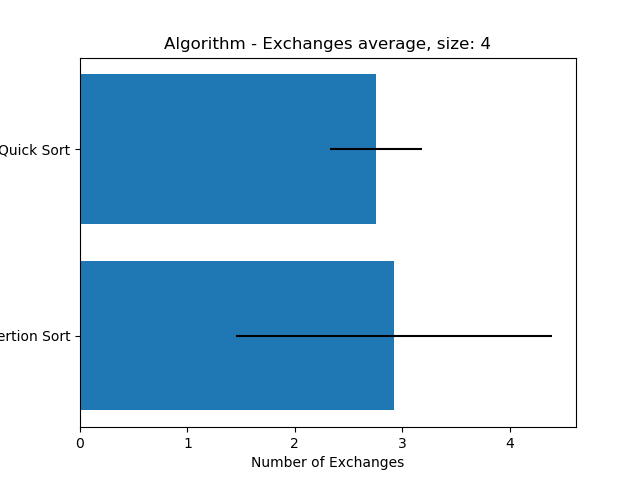 Algorithm - Exchanges average, size: 4
Quick Sort
ertion Sort
0 1 2 3 4
Number of Exchanges